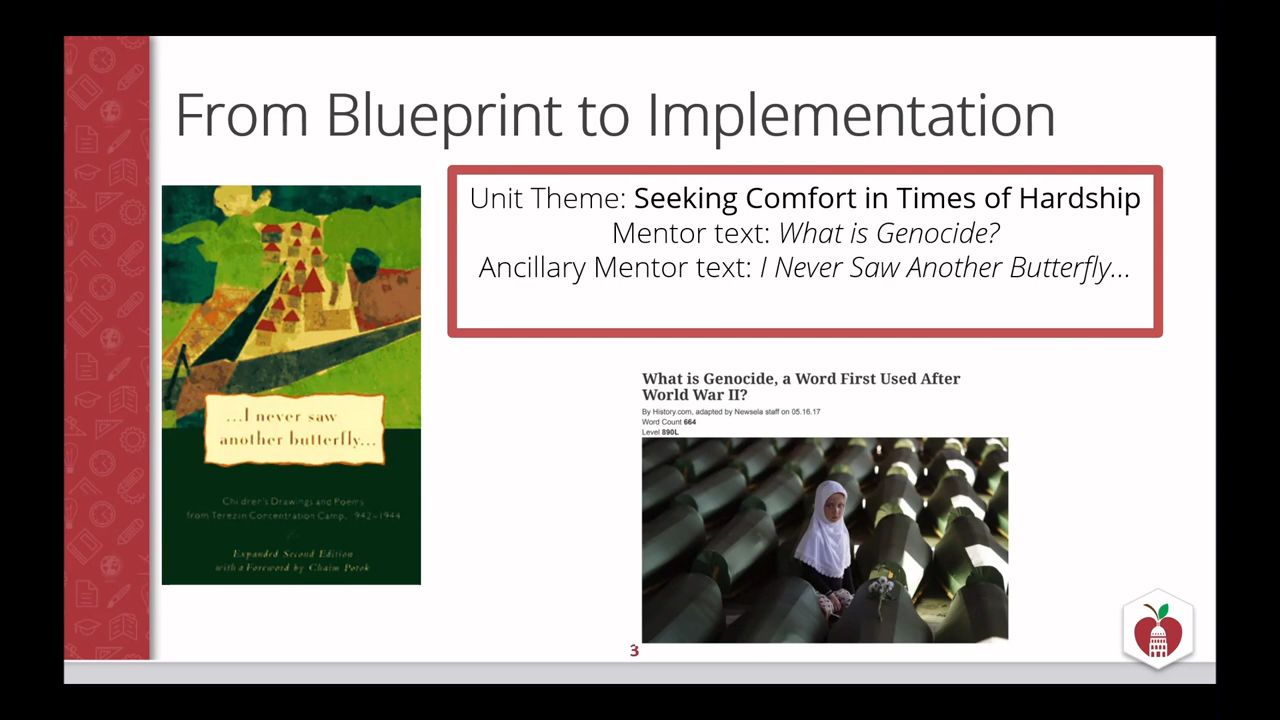 From Blueprint to Implementation
Unit Theme: Seeking Comfort in Times of Hardship
Mentor text: What is Genocide?
Ancillary Mentor text: I Never Saw Another Butterfly...
...I never saw
another butterfly...
Children's Drawings and Poems
from Terezin Concentration Camp, 1942–1944
Expanded Second Edition
with a Foreword by Chaim Potok
What is Genocide, a Word First Used After
World War II?
By History.com, adapted by Newsela staff on 05.16.17
Word Count 664
Level 890L
3